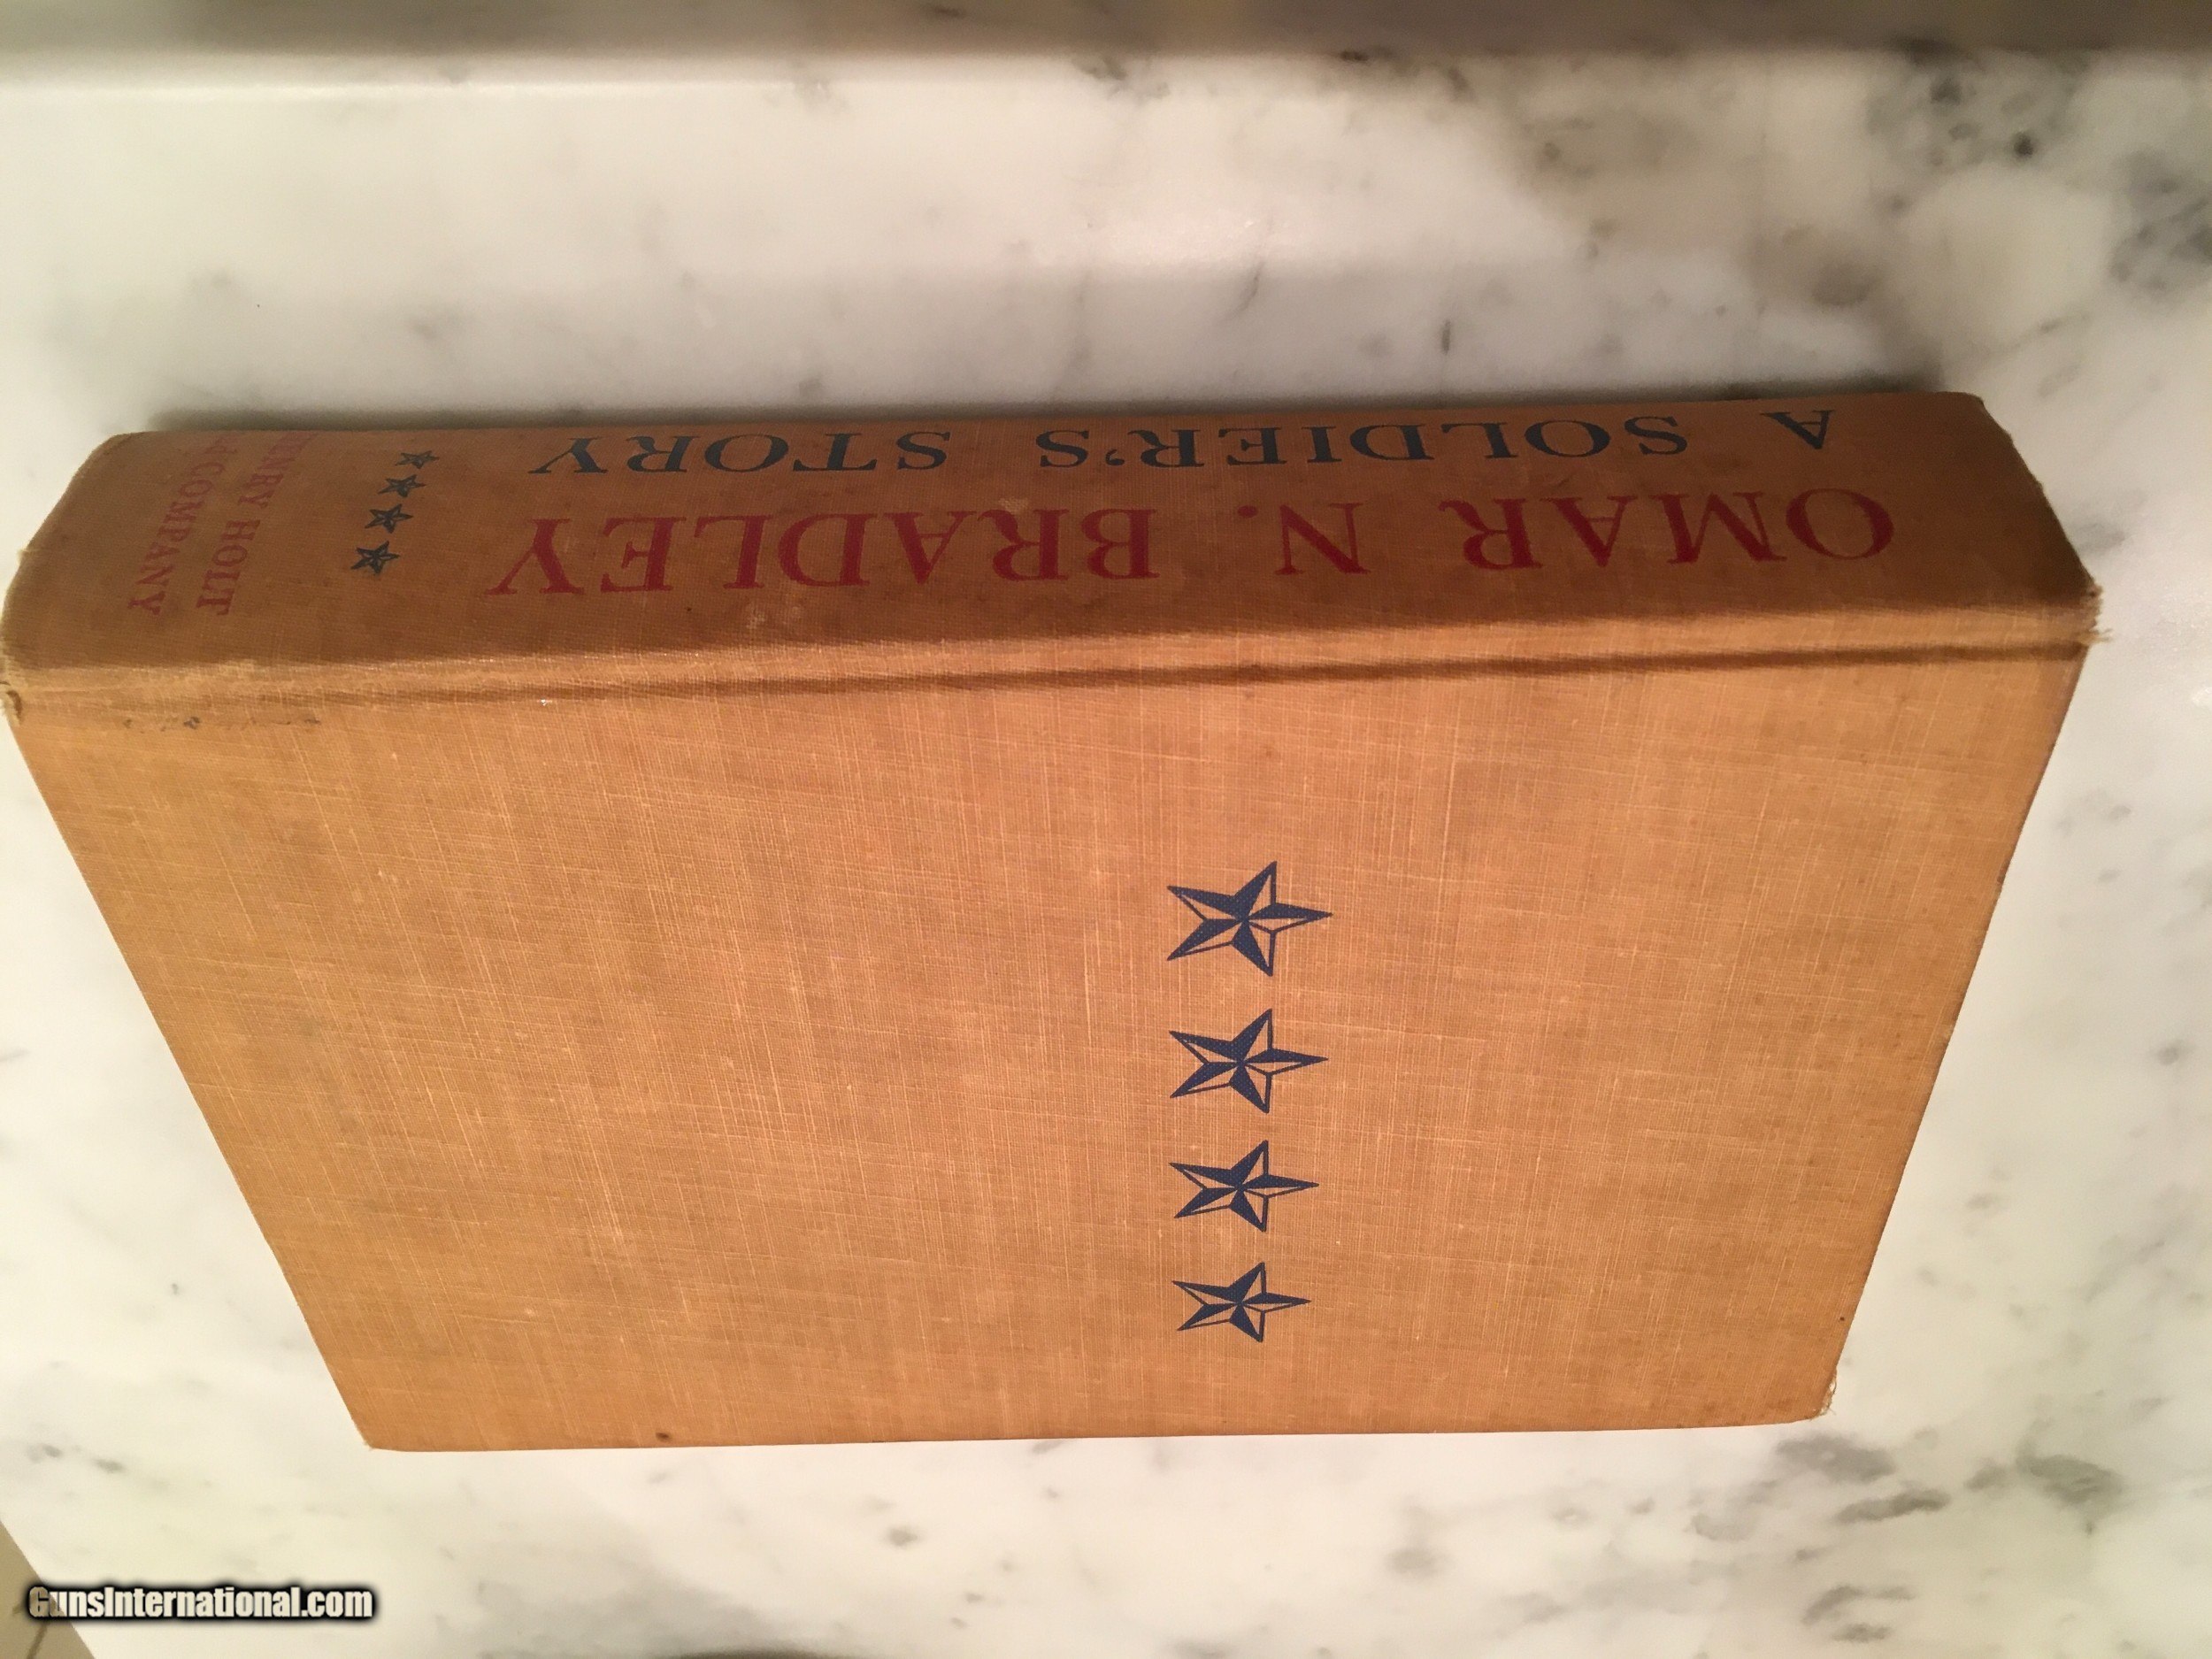 OMAR N. BRADLEY
A SOLDIER'S STORY
HENRY HOLT
COMPANY
GunsInternational.com